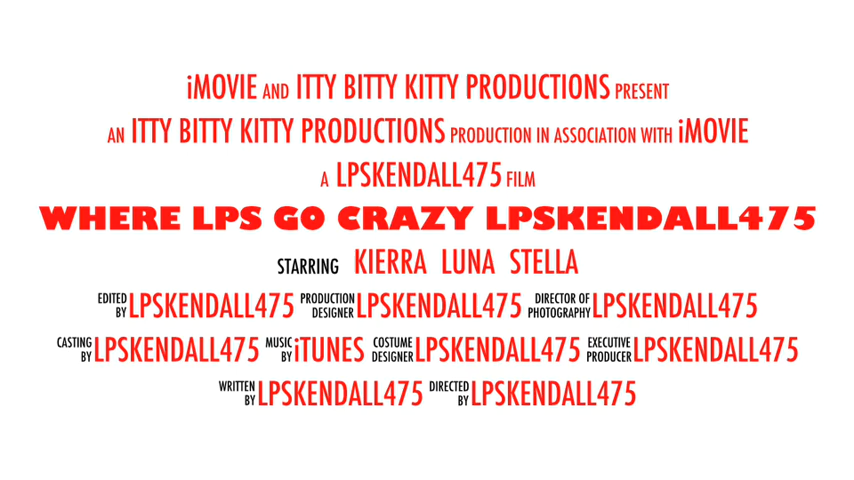 iMOVIE AND ITTY BITTY KITTY PRODUCTIONS PRESENT
AN ITTY BITTY KITTY PRODUCTIONS PRODUCTION IN ASSOCIATION WITH iMOVIE
A LPSKENDALL475 FILM
WHERE LPS GO CRAZY LPSKENDALL475
STARRING KIERRA LUNA STELLA
EDITED BY LPSKENDALL475 PRODUCTION DESIGNER LPSKENDALL475 DIRECTOR OF PHOTOGRAPHY LPSKENDALL475
CASTING BY LPSKENDALL475 MUSIC BY iTUNES COSTUME DESIGNER LPSKENDALL475 EXECUTIVE PRODUCER LPSKENDALL475
WRITTEN BY LPSKENDALL475 DIRECTED BY LPSKENDALL475